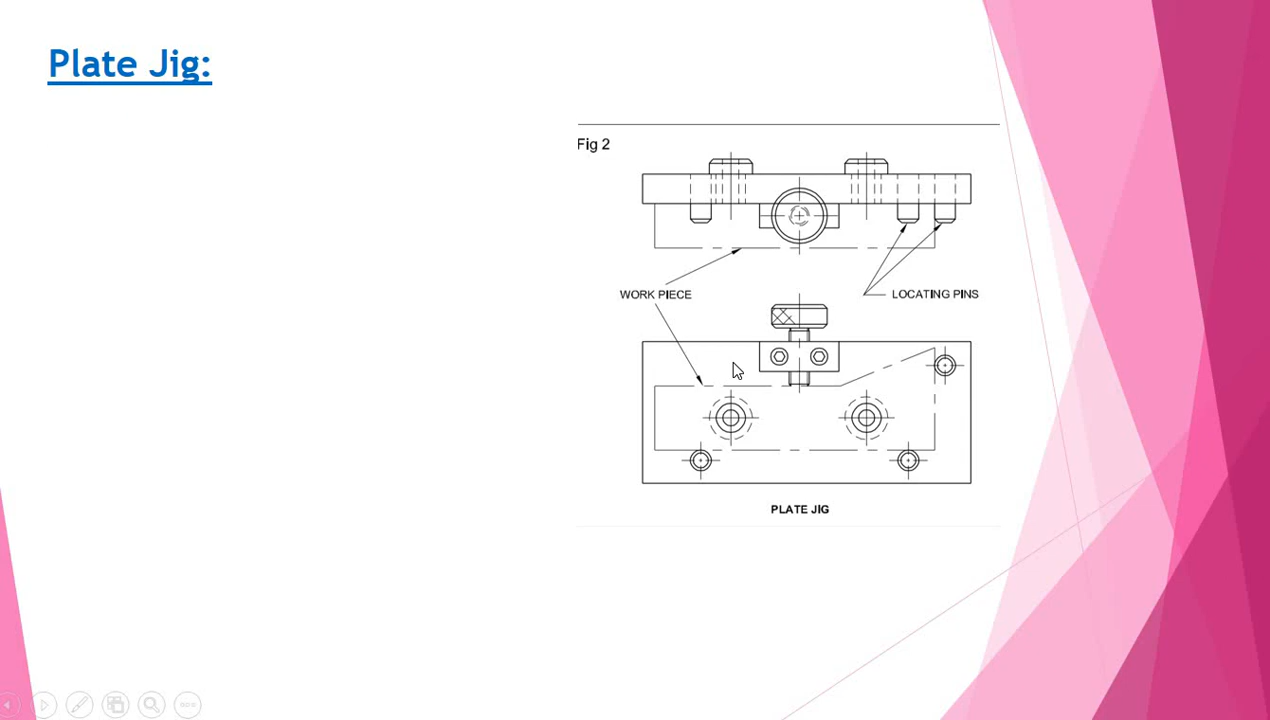 Plate Jig:
Fig 2
WORK PIECE
LOCATING PINS
PLATE JIG